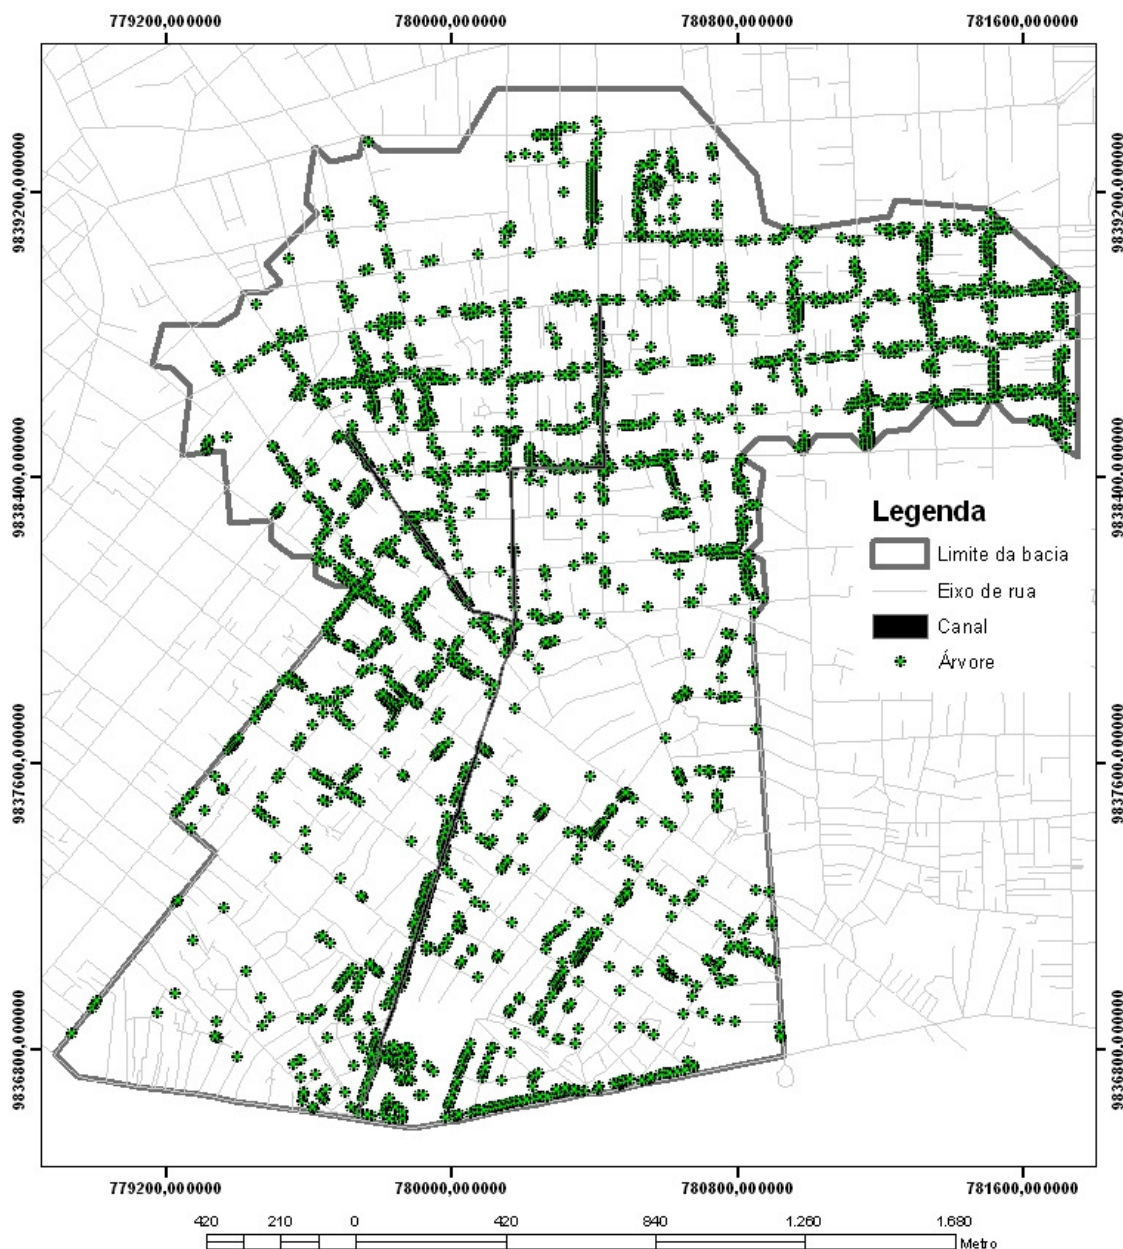 779200,000000 780000,000000 780800,000000 781600,000000
9839200,000000 9839200,000000
9838400,000000 9838400,000000
Legenda
Limite da bacia
Eixo de rua
Canal
Árvore
9837600,000000 9837600,000000
9836800,000000 9836800,000000
779200,000000 780000,000000 780800,000000 781600,000000
420 210 0 420 840 1.260 1.680
Metro